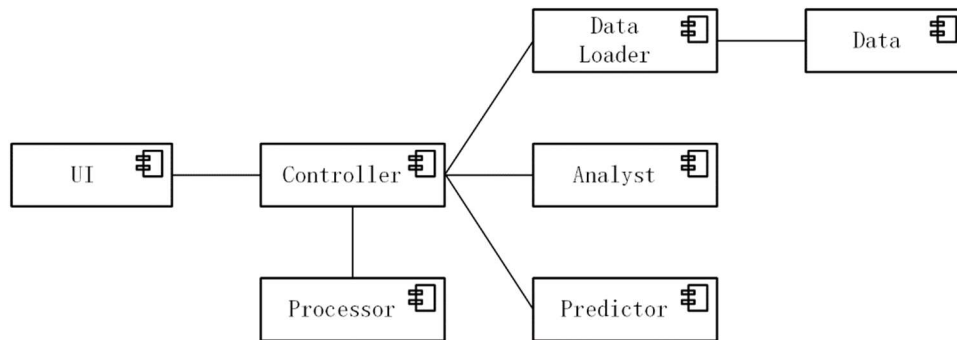 Data
Loader
Data
UI
Controller
Analyst
Processor
Predictor